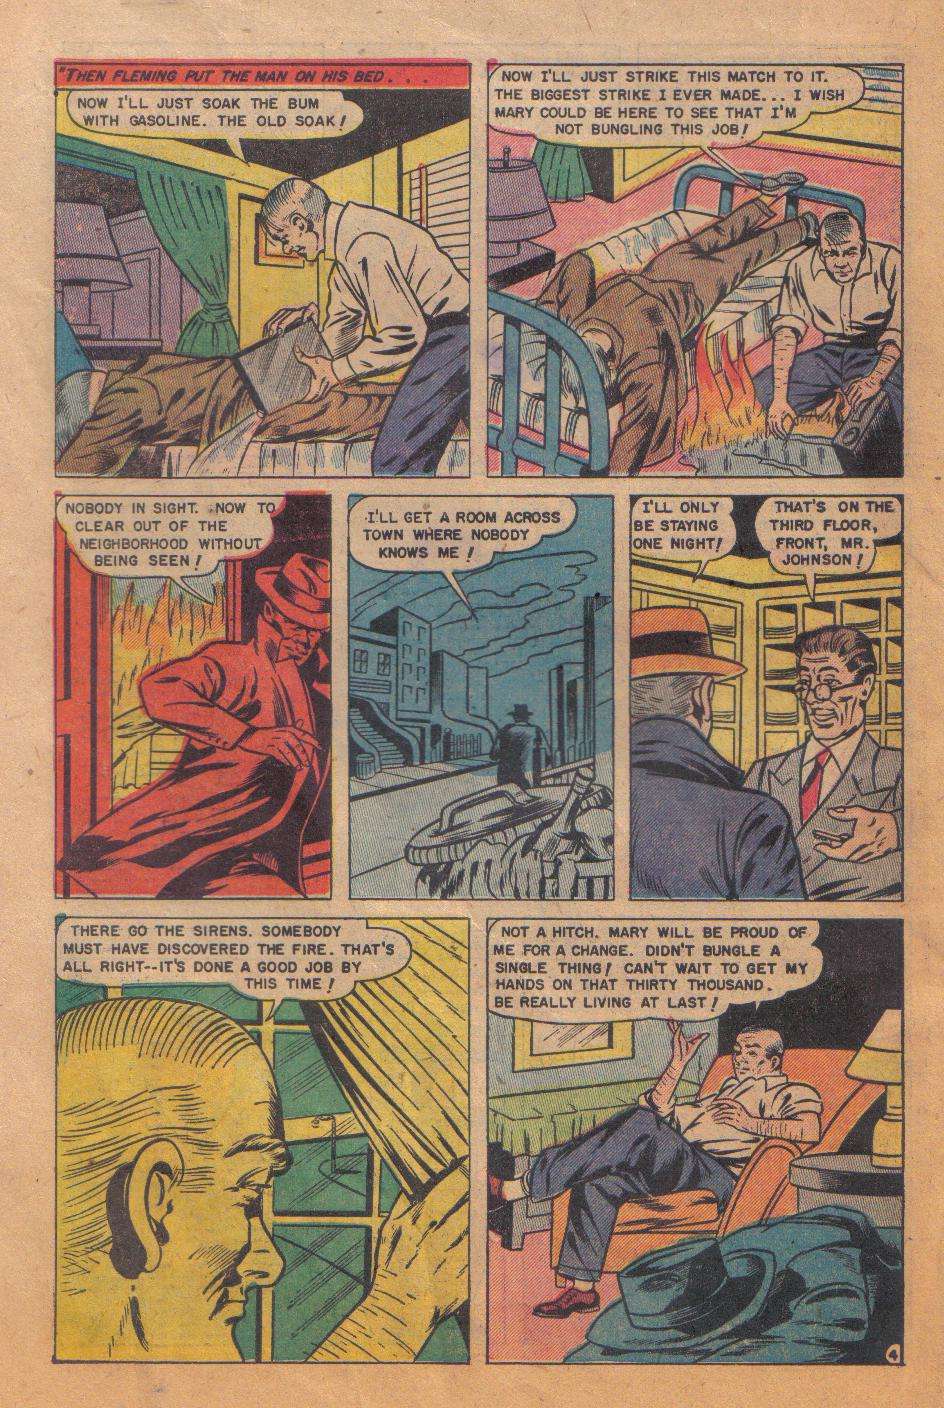 "THEN FLEMING PUT THE MAN ON HIS BED . . .
NOW I'LL JUST SOAK THE BUM
WITH GASOLINE. THE OLD SOAK!
NOW I'LL JUST STRIKE THIS MATCH TO IT.
THE BIGGEST STRIKE I EVER MADE... I WISH
MARY COULD BE HERE TO SEE THAT I'M
NOT BUNGLING THIS JOB!
NOBODY IN SIGHT. NOW TO
CLEAR OUT OF THE
NEIGHBORHOOD WITHOUT
BEING SEEN!
I'LL GET A ROOM ACROSS
TOWN WHERE NOBODY
KNOWS ME!
I'LL ONLY
BE STAYING
ONE NIGHT!
THAT'S ON THE
THIRD FLOOR,
FRONT, MR.
JOHNSON!
THERE GO THE SIRENS. SOMEBODY
MUST HAVE DISCOVERED THE FIRE. THAT'S
ALL RIGHT--IT'S DONE A GOOD JOB BY
THIS TIME!
NOT A HITCH. MARY WILL BE PROUD OF
ME FOR A CHANGE. DIDN'T BUNGLE A
SINGLE THING! CAN'T WAIT TO GET MY
HANDS ON THAT THIRTY THOUSAND.
BE REALLY LIVING AT LAST!
4